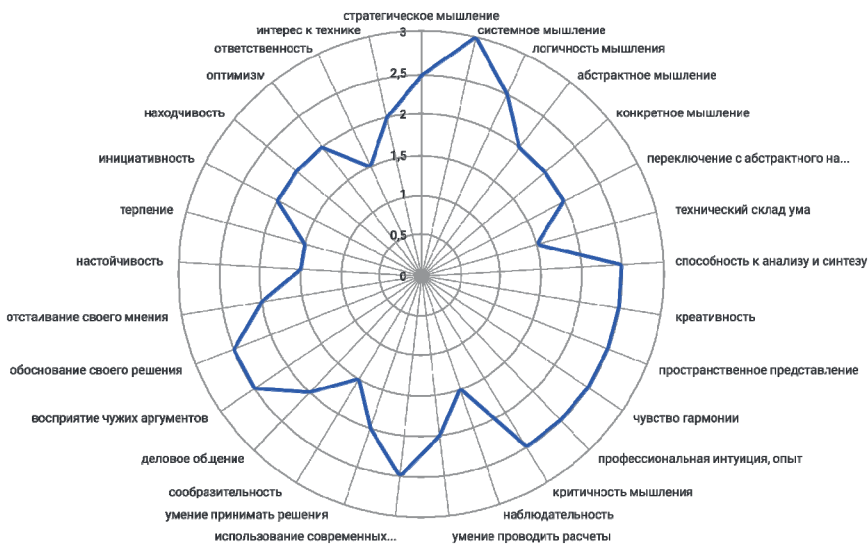 стратегическое мышление
системное мышление
логичность мышления
абстрактное мышление
конкретное мышление
переключение с абстрактного на...
технический склад ума
способность к анализу и синтезу
креативность
пространственное представление
чувство гармонии
профессиональная интуиция, опыт
критичность мышления
наблюдательность
умение проводить расчеты
использование современных...
умение принимать решения
сообразительность
деловое общение
восприятие чужих аргументов
обоснование своего решения
отстаивание своего мнения
настойчивость
терпение
инициативность
находчивость
оптимизм
ответственность
интерес к технике
3
2,5
2
1,5
1
0,5
0